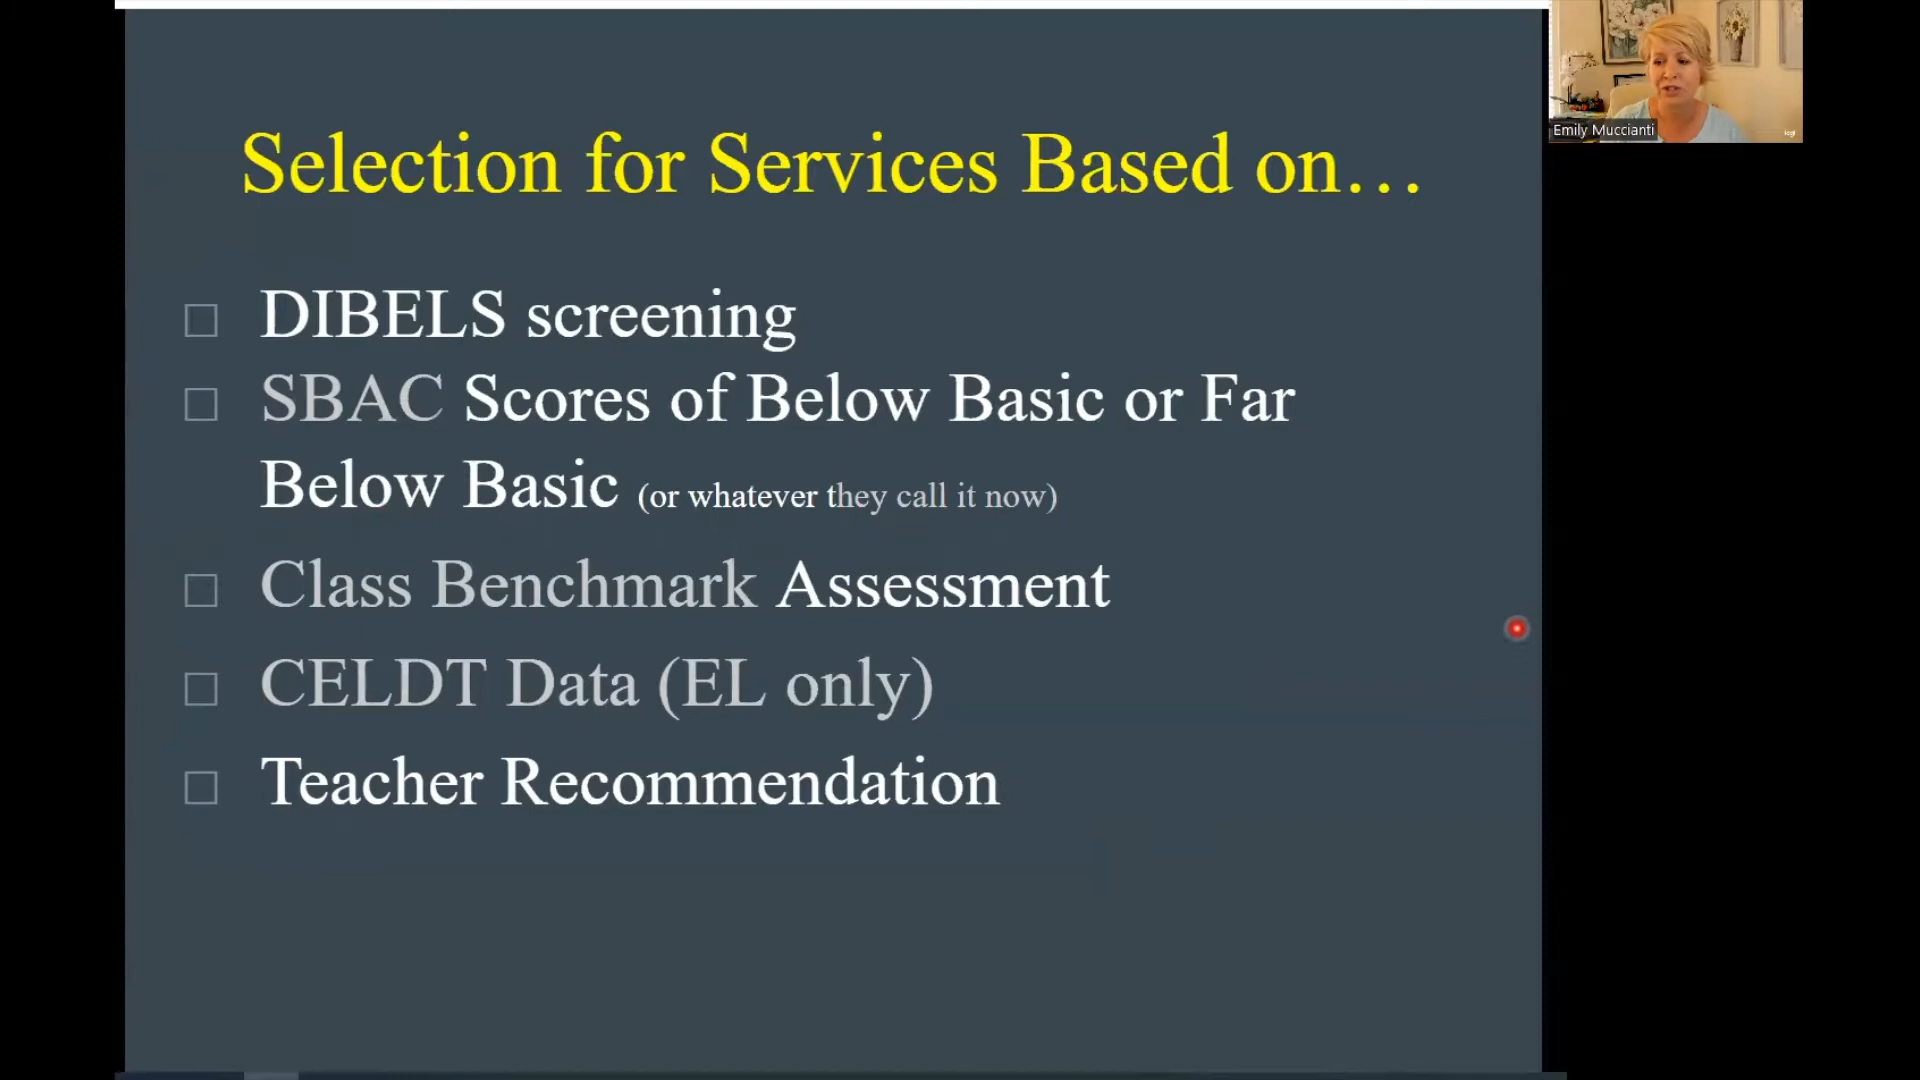 Selection for Services Based on…
DIBELS screening
SBAC Scores of Below Basic or Far
Below Basic (or whatever they call it now)
Class Benchmark Assessment
CELDT Data (EL only)
Teacher Recommendation
Emily Muccianti
logi